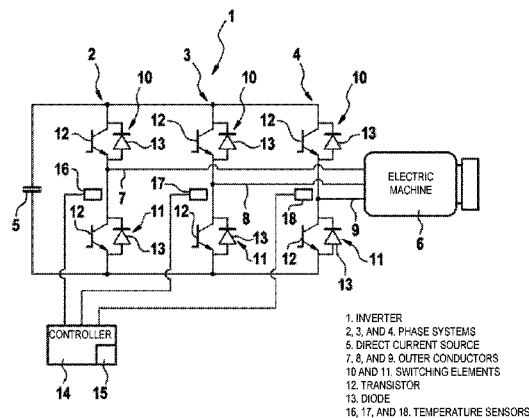 1
2
3
4
10
10
10
12
13
12
13
12
13
16
17
18
7
8
9
5
ELECTRIC
MACHINE
6
12
11
13
12
13
11
12
11
13
CONTROLLER
14
15
1. INVERTER
2, 3, AND 4. PHASE SYSTEMS
5. DIRECT CURRENT SOURCE
7, 8, AND 9. OUTER CONDUCTORS
10 AND 11. SWITCHING ELEMENTS
12. TRANSISTOR
13. DIODE
16, 17, AND 18. TEMPERATURE SENSORS